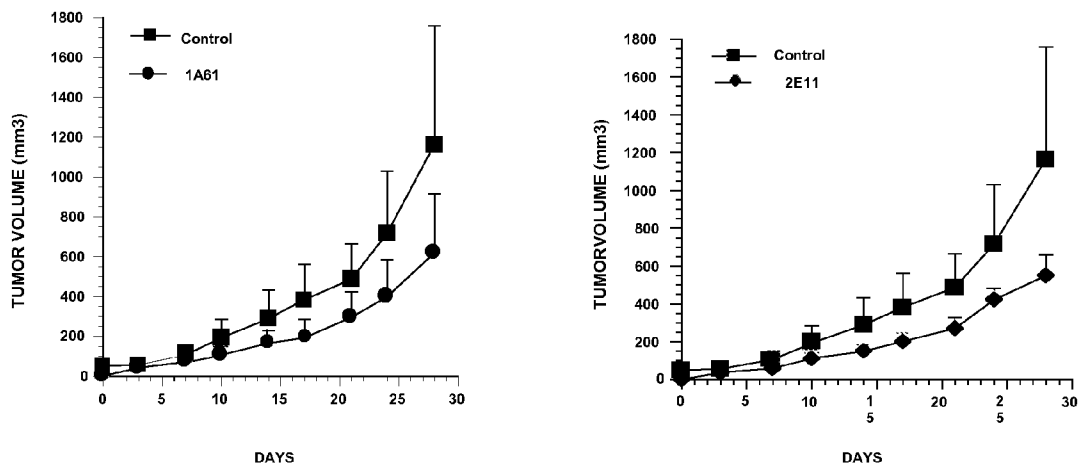 1800
1600
1400
1200
1000
800
600
400
200
0
TUMOR VOLUME (mm3)
Control
1A61
0 5 10 15 20 25 30
DAYS
1800
1600
1400
1200
1000
800
600
400
200
0
TUMORVOLUME (mm3)
Control
2E11
0 5 10 1 20 2 30
5 5
DAYS